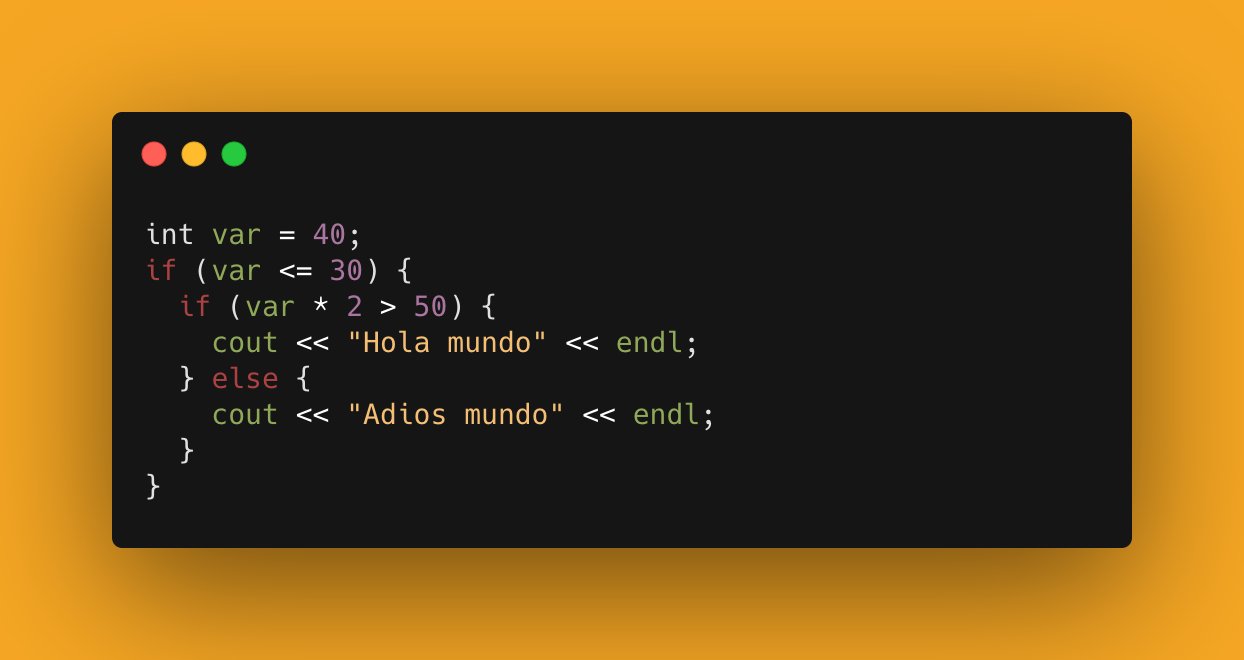 int var = 40;
if (var <= 30) {
  if (var * 2 > 50) {
    cout << "Hola mundo" << endl;
  } else {
    cout << "Adios mundo" << endl;
  }
}